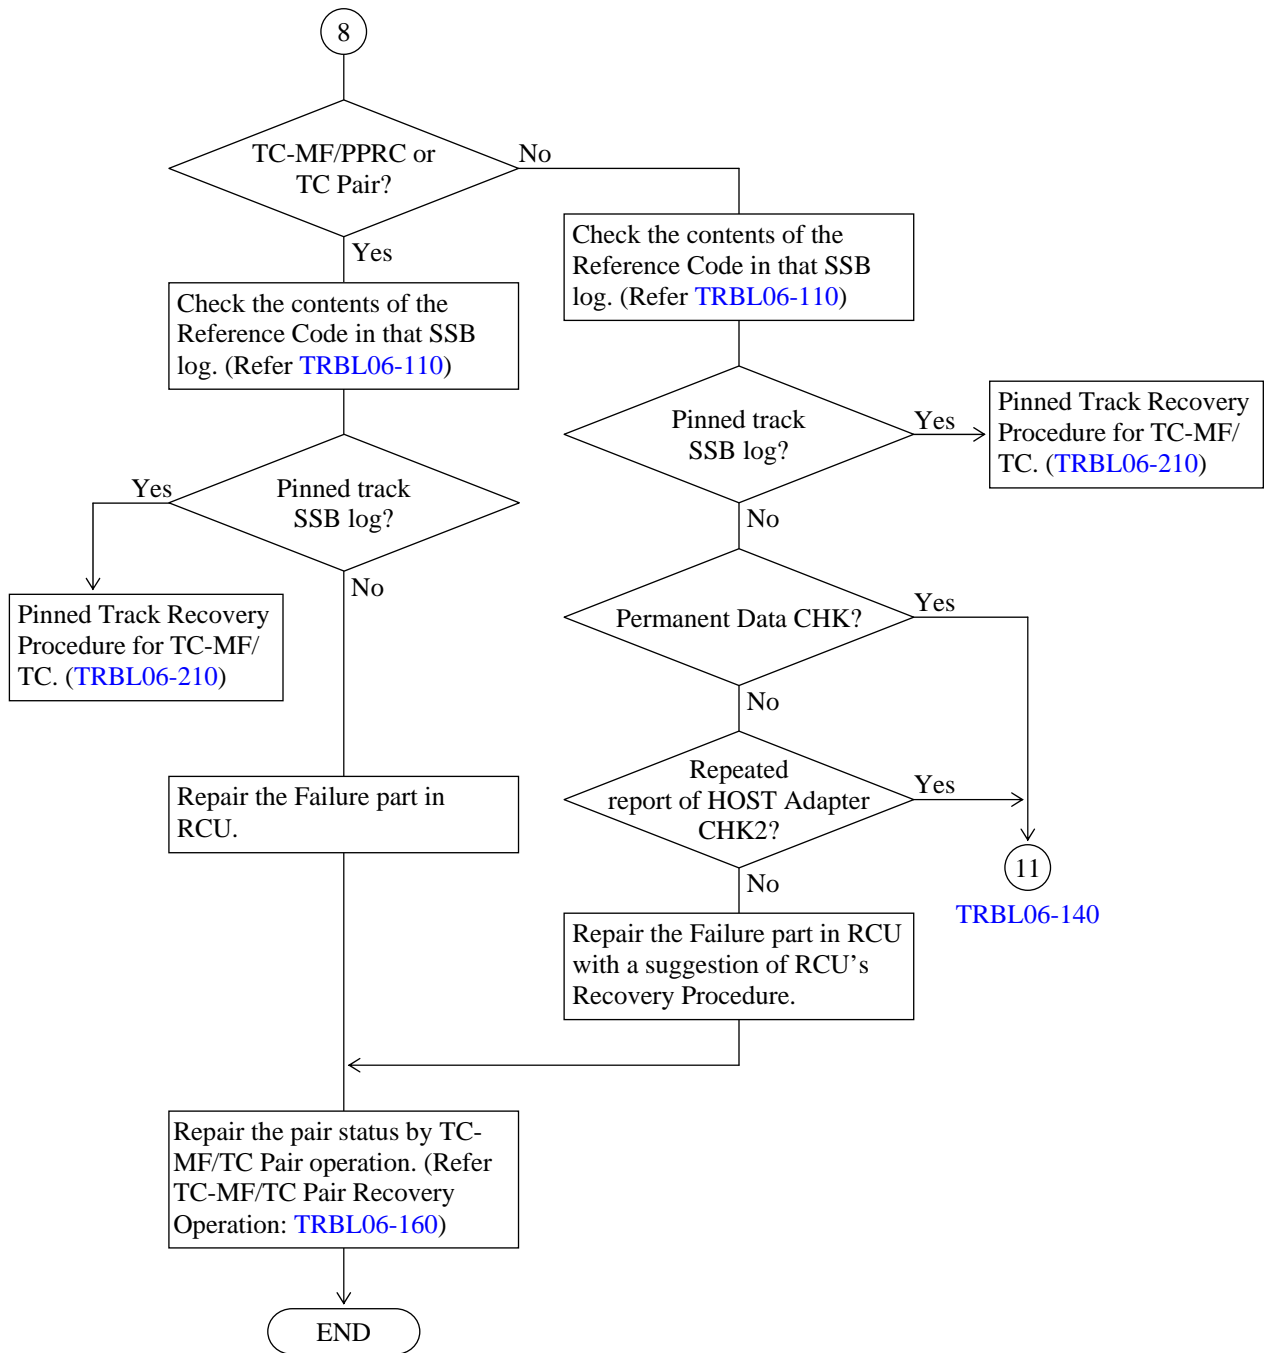 8
TC-MF/PPRC or
TC Pair?
No
Yes
Check the contents of the
Reference Code in that SSB
log. (Refer TRBL06-110)
Check the contents of the
Reference Code in that SSB
log. (Refer TRBL06-110)
Pinned track
SSB log?
Yes
Pinned Track Recovery
Procedure for TC-MF/
TC. (TRBL06-210)
No
Pinned track
SSB log?
Yes
No
Pinned Track Recovery
Procedure for TC-MF/
TC. (TRBL06-210)
Permanent Data CHK?
Yes
No
Repeated
report of HOST Adapter
CHK2?
Yes
No
11
TRBL06-140
Repair the Failure part in
RCU.
Repair the Failure part in RCU
with a suggestion of RCU’s
Recovery Procedure.
Repair the pair status by TC-
MF/TC Pair operation. (Refer
TC-MF/TC Pair Recovery
Operation: TRBL06-160)
END